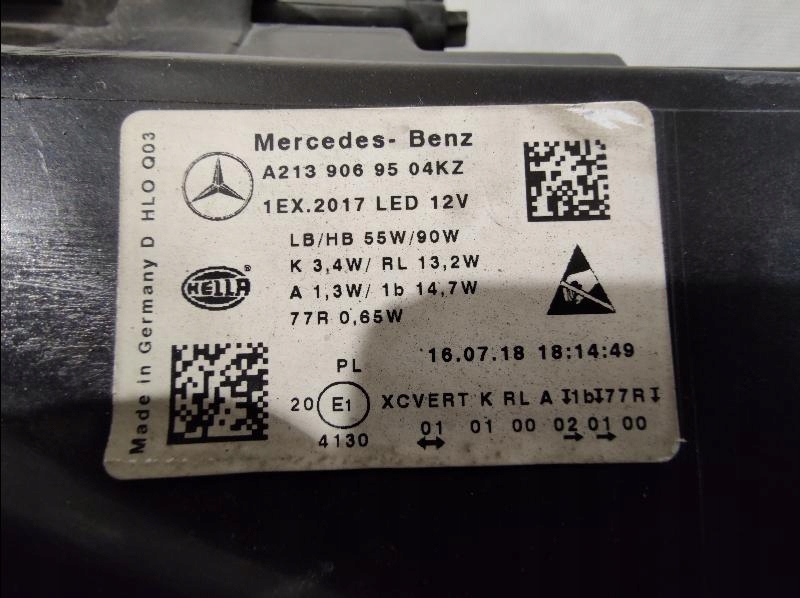 Mercedes- Benz
A213 906 95 04KZ
1EX.2017 LED 12V
LB/HB 55W/90W
K 3,4W/ RL 13,2W
HELLA ®
A 1,3W/ 1b 14,7W
77R 0,65W
16.07.18 18:14:49
PL
20 E1 XCVERT K RL A 1b 77R
4130 01 01 00 02 01 00
Made in Germany D HLO Q03